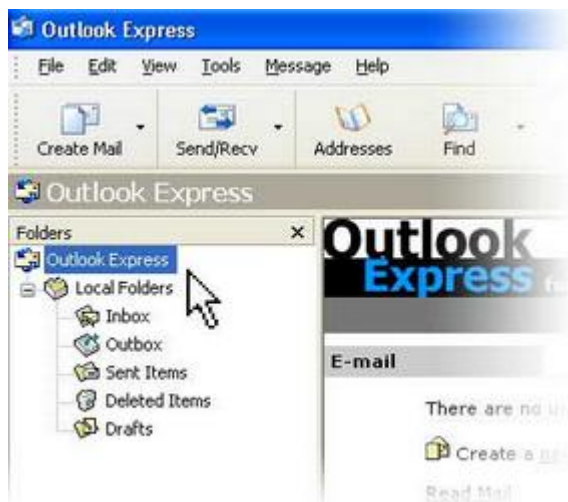 Outlook Express
File Edit View Tools Message Help
Create Mail Send/Recv Addresses Find
Outlook Express
Folders
Outlook Express
Local Folders
Inbox
Outbox
Sent Items
Deleted Items
Drafts
Outlook
Express
E-mail
There are no
Create a
Read Mail